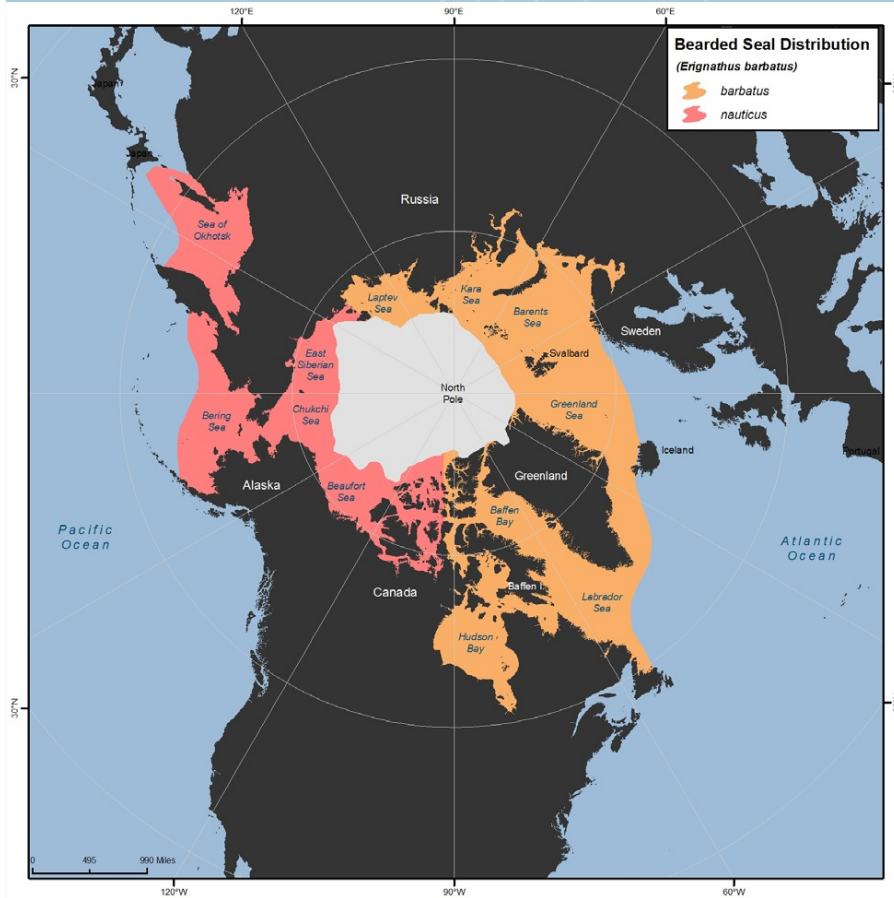 120°E
90°E
60°E
Bearded Seal Distribution
(Erignathus barbatus)
barbatus
nauticus
30°N
Japan
Japan
Russia
Sea of
Okhotsk
Laptev
Sea
Kara
Sea
Barents
Sea
Sweden
East
Siberian
Sea
Svalbard
North
Pole
Greenland
Sea
Chukchi
Sea
Bering
Sea
Iceland
Portugal
Alaska
Beaufort
Sea
Greenland
Baffen
Bay
Pacific
Ocean
Atlantic
Ocean
Canada
Baffen I.
Labrador
Sea
Hudson
Bay
30°N
0
495
990 Miles
120°W
90°W
60°W